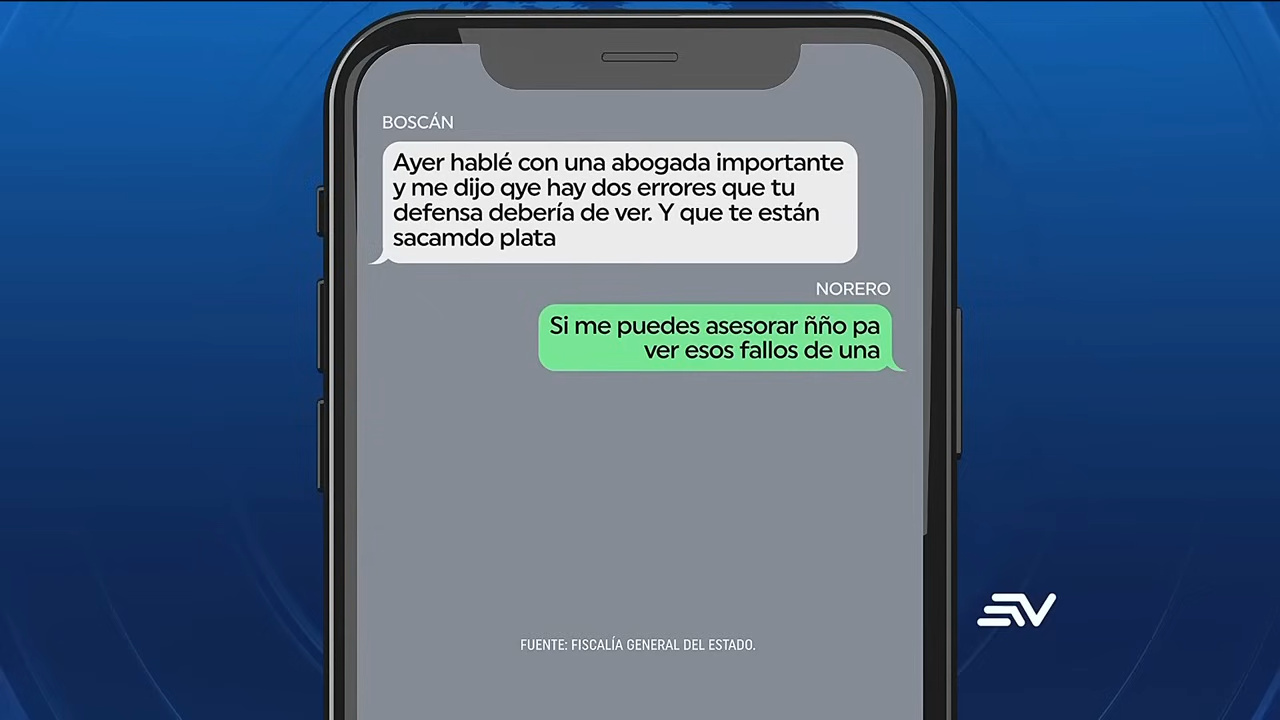 BOSCÁN
Ayer hablé con una abogada importante
y me dijo qye hay dos errores que tu
defensa debería de ver. Y que te están
sacamdo plata
NORERO
Si me puedes asesorar ñño pa
ver esos fallos de una
FUENTE: FISCALÍA GENERAL DEL ESTADO.